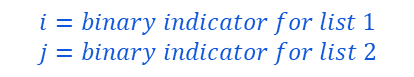 i = binary indicator for list 1
j = binary indicator for list 2